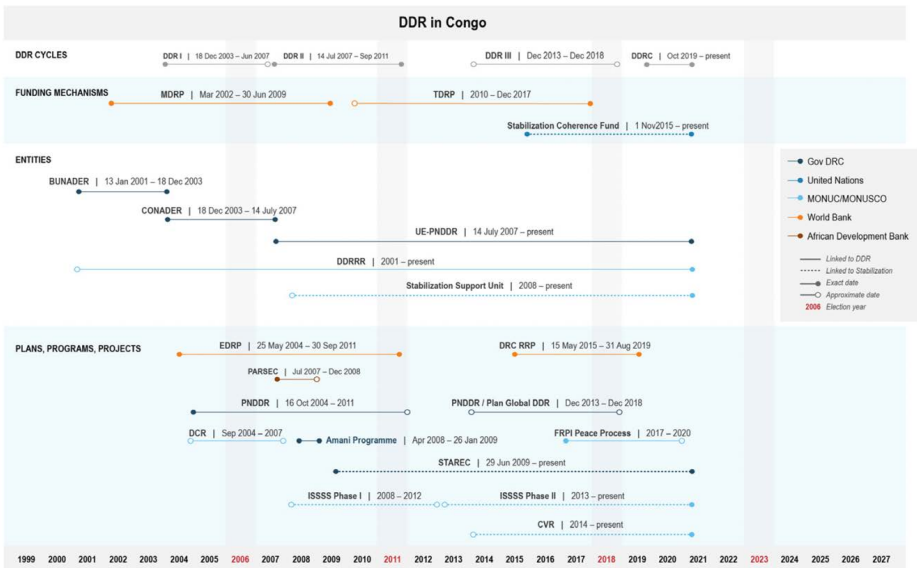 DDR in Congo
DDR CYCLES
DDR I | 18 Dec 2003 – Jun 2007
DDR II | 14 Jul 2007 – Sep 2011
DDR III | Dec 2013 – Dec 2018
DDRC | Oct 2019 – present
FUNDING MECHANISMS
MDRP | Mar 2002 – 30 Jun 2009
TDRP | 2010 – Dec 2017
Stabilization Coherence Fund | 1 Nov2015 – present
ENTITIES
BUNADER | 13 Jan 2001 – 18 Dec 2003
CONADER | 18 Dec 2003 – 14 July 2007
UE-PNDDR | 14 July 2007 – present
DDRRR | 2001 – present
Stabilization Support Unit | 2008 – present
Gov DRC
United Nations
MONUC/MONUSCO
World Bank
African Development Bank
Linked to DDR
Linked to Stabilization
Exact date
Approximate date
2006 Election year
PLANS, PROGRAMS, PROJECTS
EDRP | 25 May 2004 – 30 Sep 2011
DRC RRP | 15 May 2015 – 31 Aug 2019
PARSEC | Jul 2007 – Dec 2008
PNDDR | 16 Oct 2004 – 2011
PNDDR / Plan Global DDR | Dec 2013 – Dec 2018
DCR | Sep 2004 – 2007
Amani Programme | Apr 2008 – 26 Jan 2009
FRPI Peace Process | 2017 – 2020
STAREC | 29 Jun 2009 – present
ISSSS Phase I | 2008 – 2012
ISSSS Phase II | 2013 – present
CVR | 2014 – present
1999 2000 2001 2002 2003 2004 2005 2006 2007 2008 2009 2010 2011 2012 2013 2014 2015 2016 2017 2018 2019 2020 2021 2022 2023 2024 2025 2026 2027